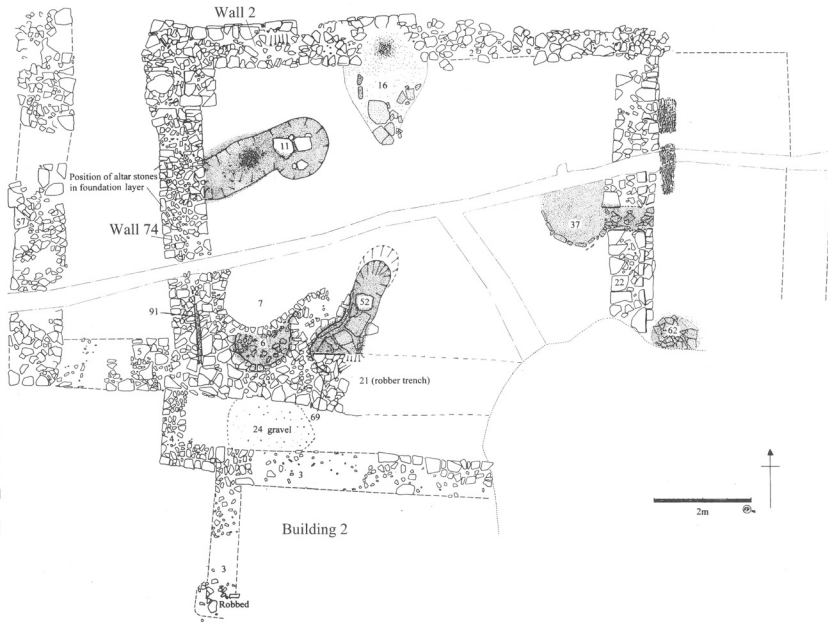 Wall 2
2
16
11
Position of altar stones
in foundation layer
57
Wall 74
37
22
7
52
91
6
62
5
21 (robber trench)
69
24 gravel
4
3
2m
Building 2
3
Robbed